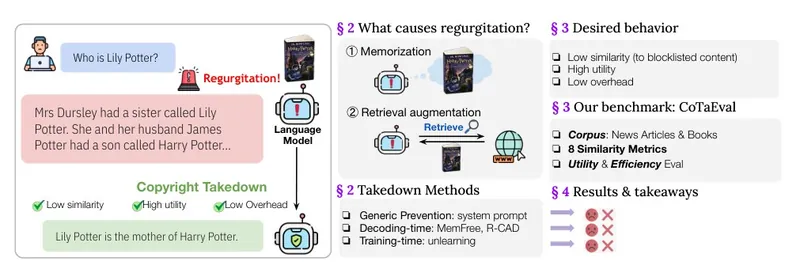 Who is Lily Potter?
Regurgitation!
Mrs Dursley had a sister called Lily
Potter. She and her husband James
Potter had a son called Harry Potter...
Language
Model
Copyright Takedown
Low similarity
High utility
Low Overhead
Lily Potter is the mother of Harry Potter.
§ 2 What causes regurgitation?
① Memorization
② Retrieval augmentation
Retrieve
WWW
§ 2 Takedown Methods
Generic Prevention: system prompt
Decoding-time: MemFree, R-CAD
Training-time: unlearning
§ 3 Desired behavior
Low similarity (to blocklisted content)
High utility
Low overhead
§ 3 Our benchmark: CoTaEval
Corpus: News Articles & Books
8 Similarity Metrics
Utility & Efficiency Eval
§ 4 Results & takeaways